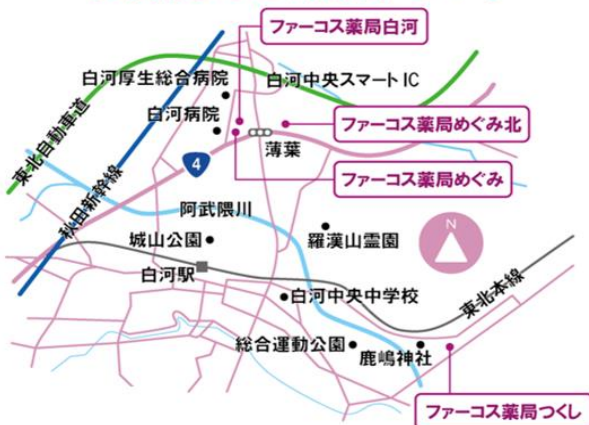 ファーコス薬局白河
白河厚生総合病院
白河中央スマートIC
白河病院
ファーコス薬局めぐみ北
東北自動車道
4
薄葉
ファーコス薬局めぐみ
秋田新幹線
阿武隈川
N
城山公園
羅漢山霊園
白河駅
白河中央中学校
東北本線
総合運動公園
鹿嶋神社
ファーコス薬局つくし